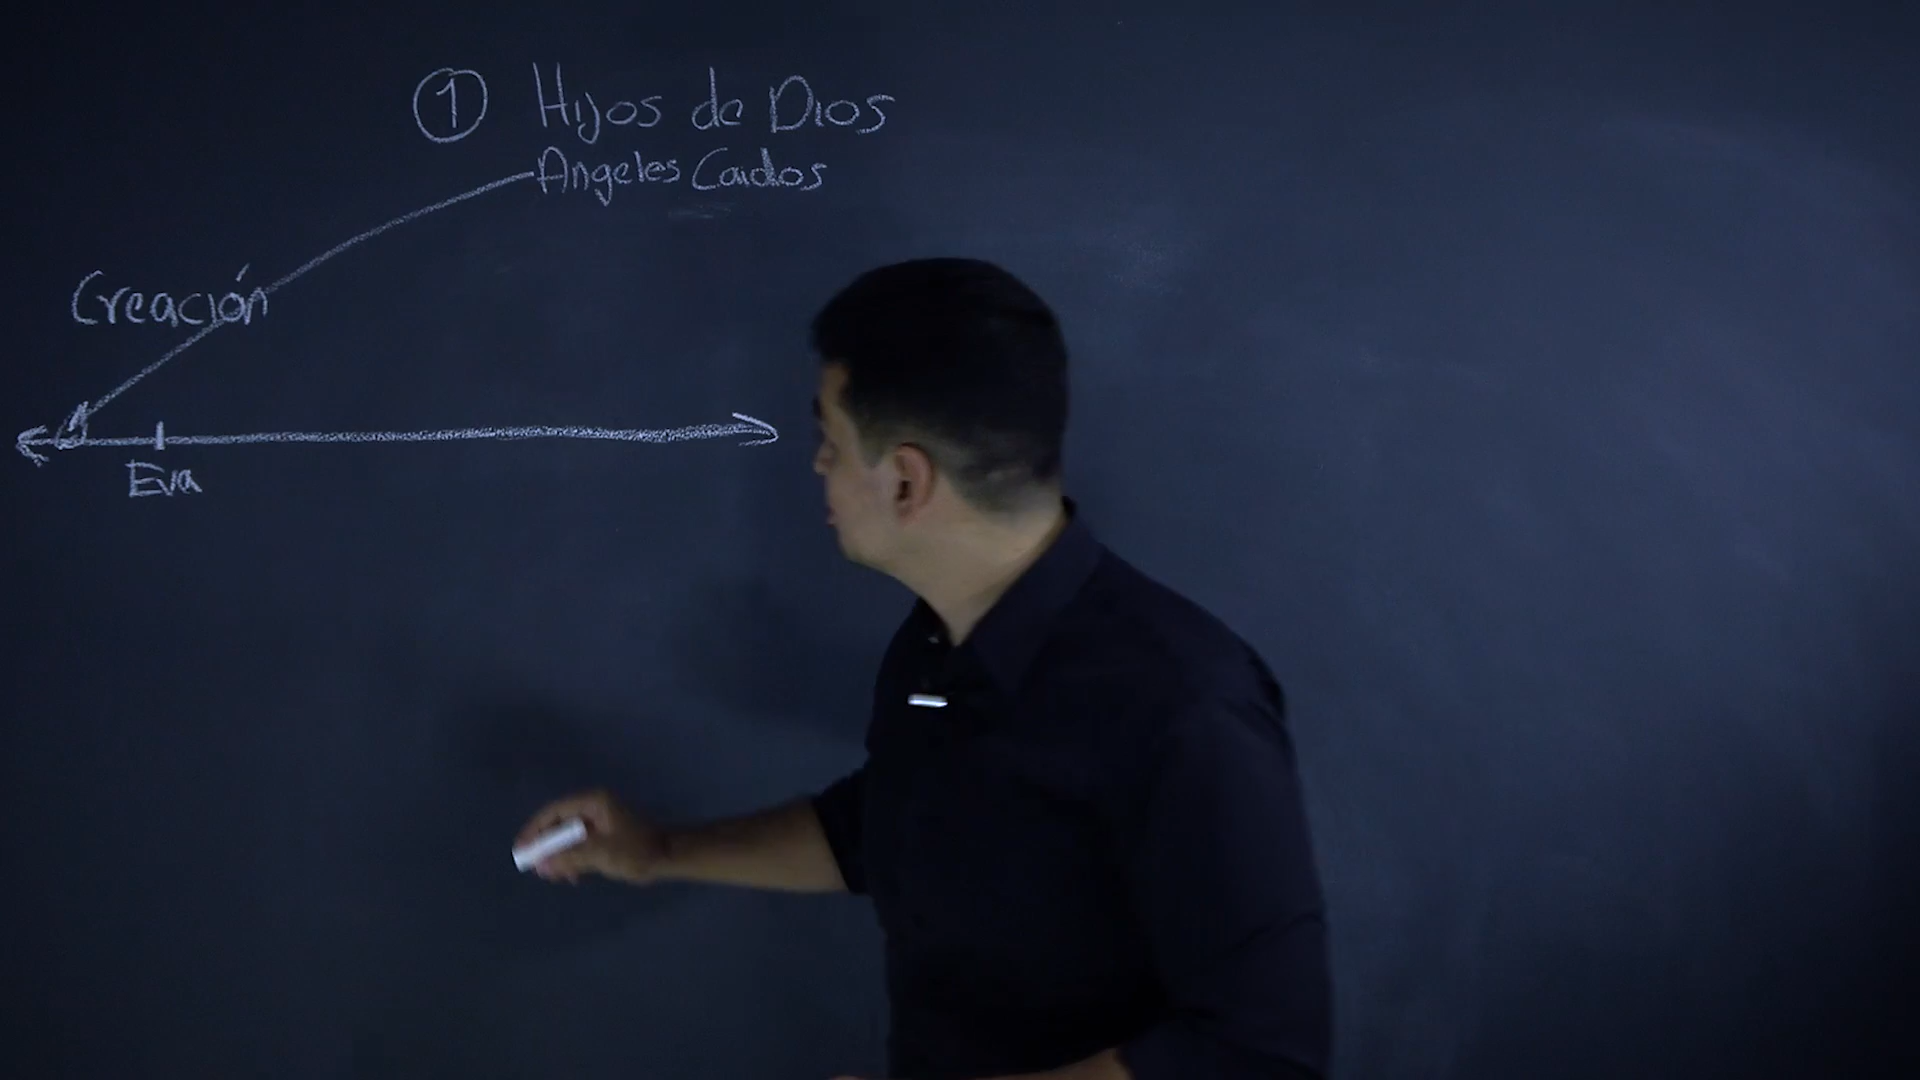 ① Hijos de Dios
Angeles Caidos
Creación
Eva